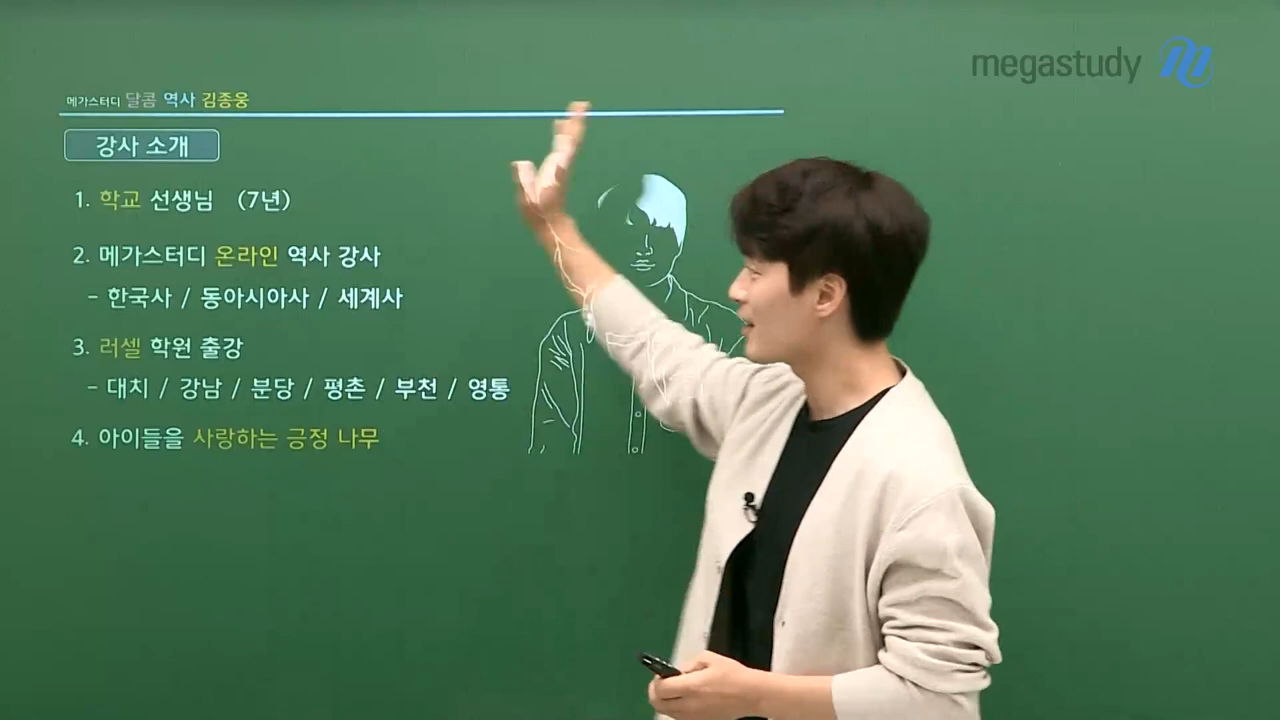 megastudy
메가스터디 달콤 역사 김종웅
강사 소개
1. 학교 선생님 (7년)
2. 메가스터디 온라인 역사 강사
- 한국사 / 동아시아사 / 세계사
3. 러셀 학원 출강
- 대치 / 강남 / 분당 / 평촌 / 부천 / 영통
4. 아이들을 사랑하는 긍정 나무